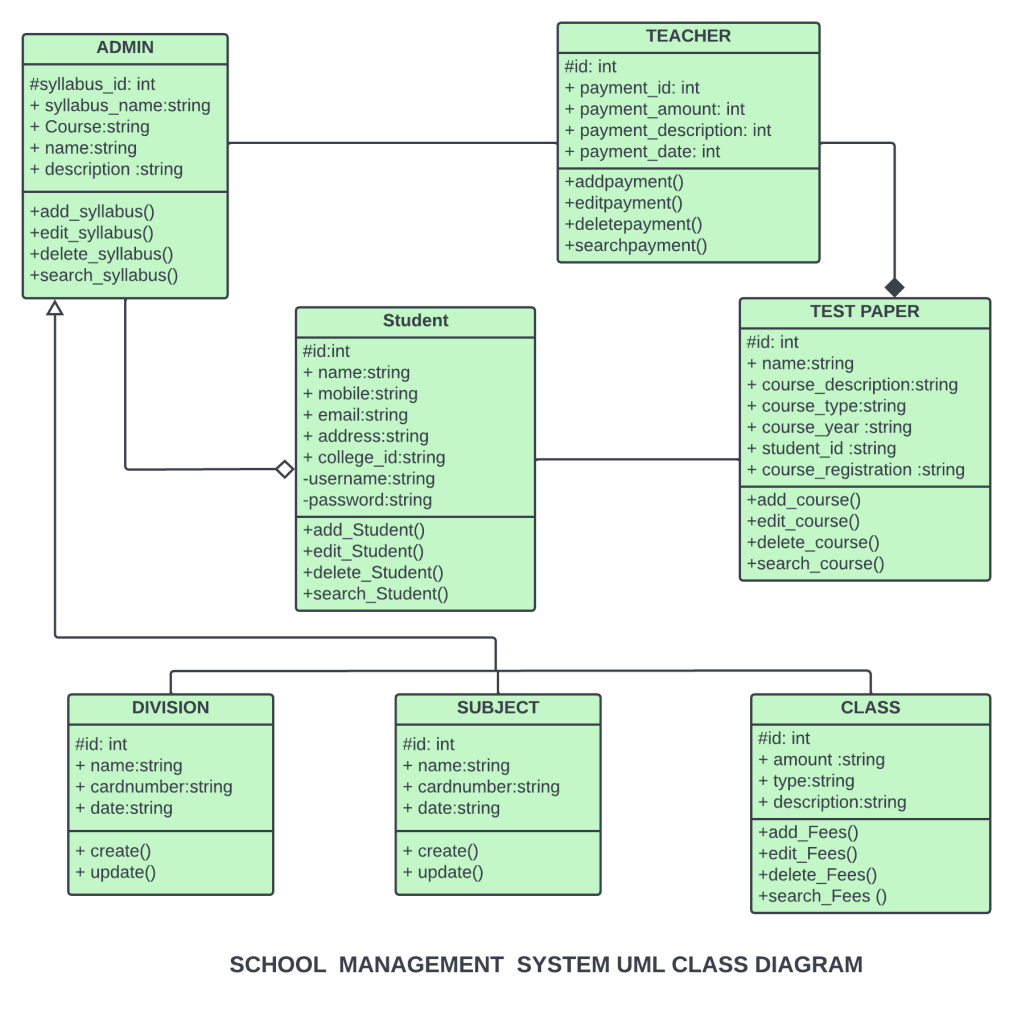 ADMIN
#syllabus_id: int
+ syllabus_name:string
+ Course:string
+ name:string
+ description :string
+add_syllabus()
+edit_syllabus()
+delete_syllabus()
+search_syllabus()
TEACHER
#id: int
+ payment_id: int
+ payment_amount: int
+ payment_description: int
+ payment_date: int
+addpayment()
+editpayment()
+deletepayment()
+searchpayment()
Student
#id:int
+ name:string
+ mobile:string
+ email:string
+ address:string
+ college_id:string
-username:string
-password:string
+add_Student()
+edit_Student()
+delete_Student()
+search_Student()
TEST PAPER
#id: int
+ name:string
+ course_description:string
+ course_type:string
+ course_year :string
+ student_id :string
+ course_registration :string
+add_course()
+edit_course()
+delete_course()
+search_course()
DIVISION
#id: int
+ name:string
+ cardnumber:string
+ date:string
+ create()
+ update()
SUBJECT
#id: int
+ name:string
+ cardnumber:string
+ date:string
+ create()
+ update()
CLASS
#id: int
+ amount :string
+ type:string
+ description:string
+add_Fees()
+edit_Fees()
+delete_Fees()
+search_Fees ()
SCHOOL  MANAGEMENT  SYSTEM UML CLASS DIAGRAM